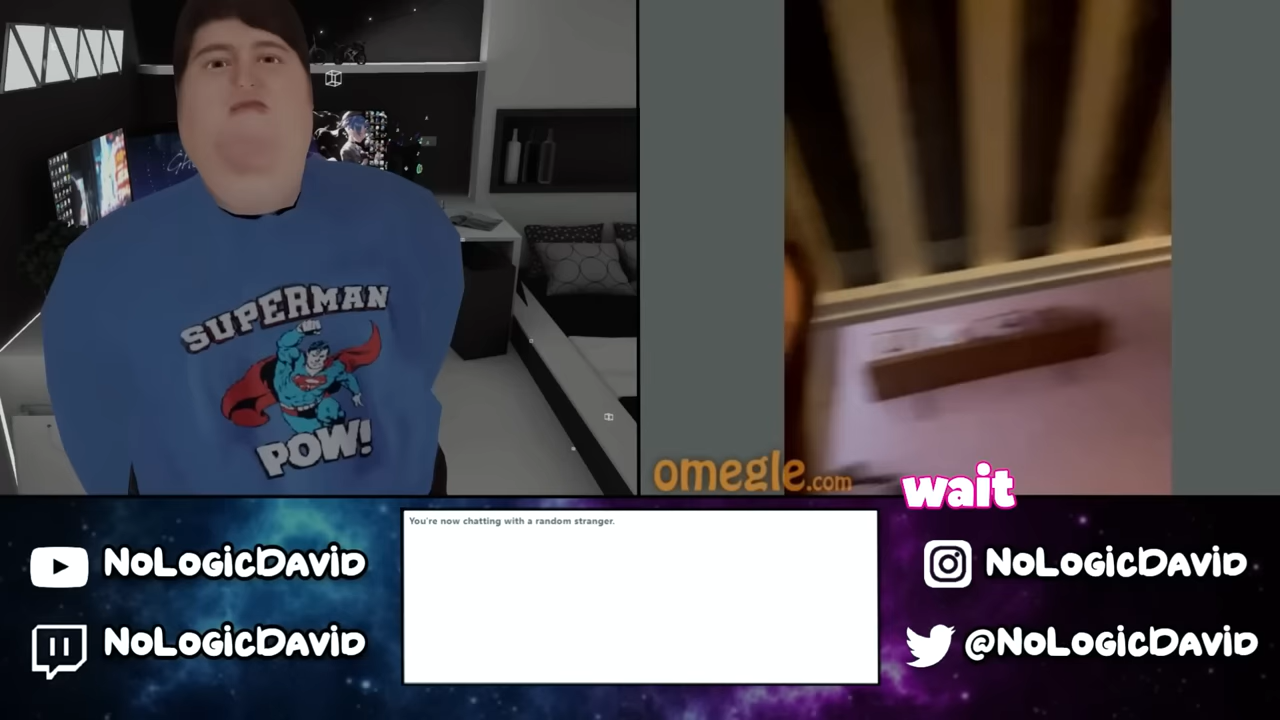 SUPERMAN
POW!
omegle.com
wait
You're now chatting with a random stranger.
NoLogicDavid
NoLogicDavid
NoLogicDavid
@NoLogicDavid